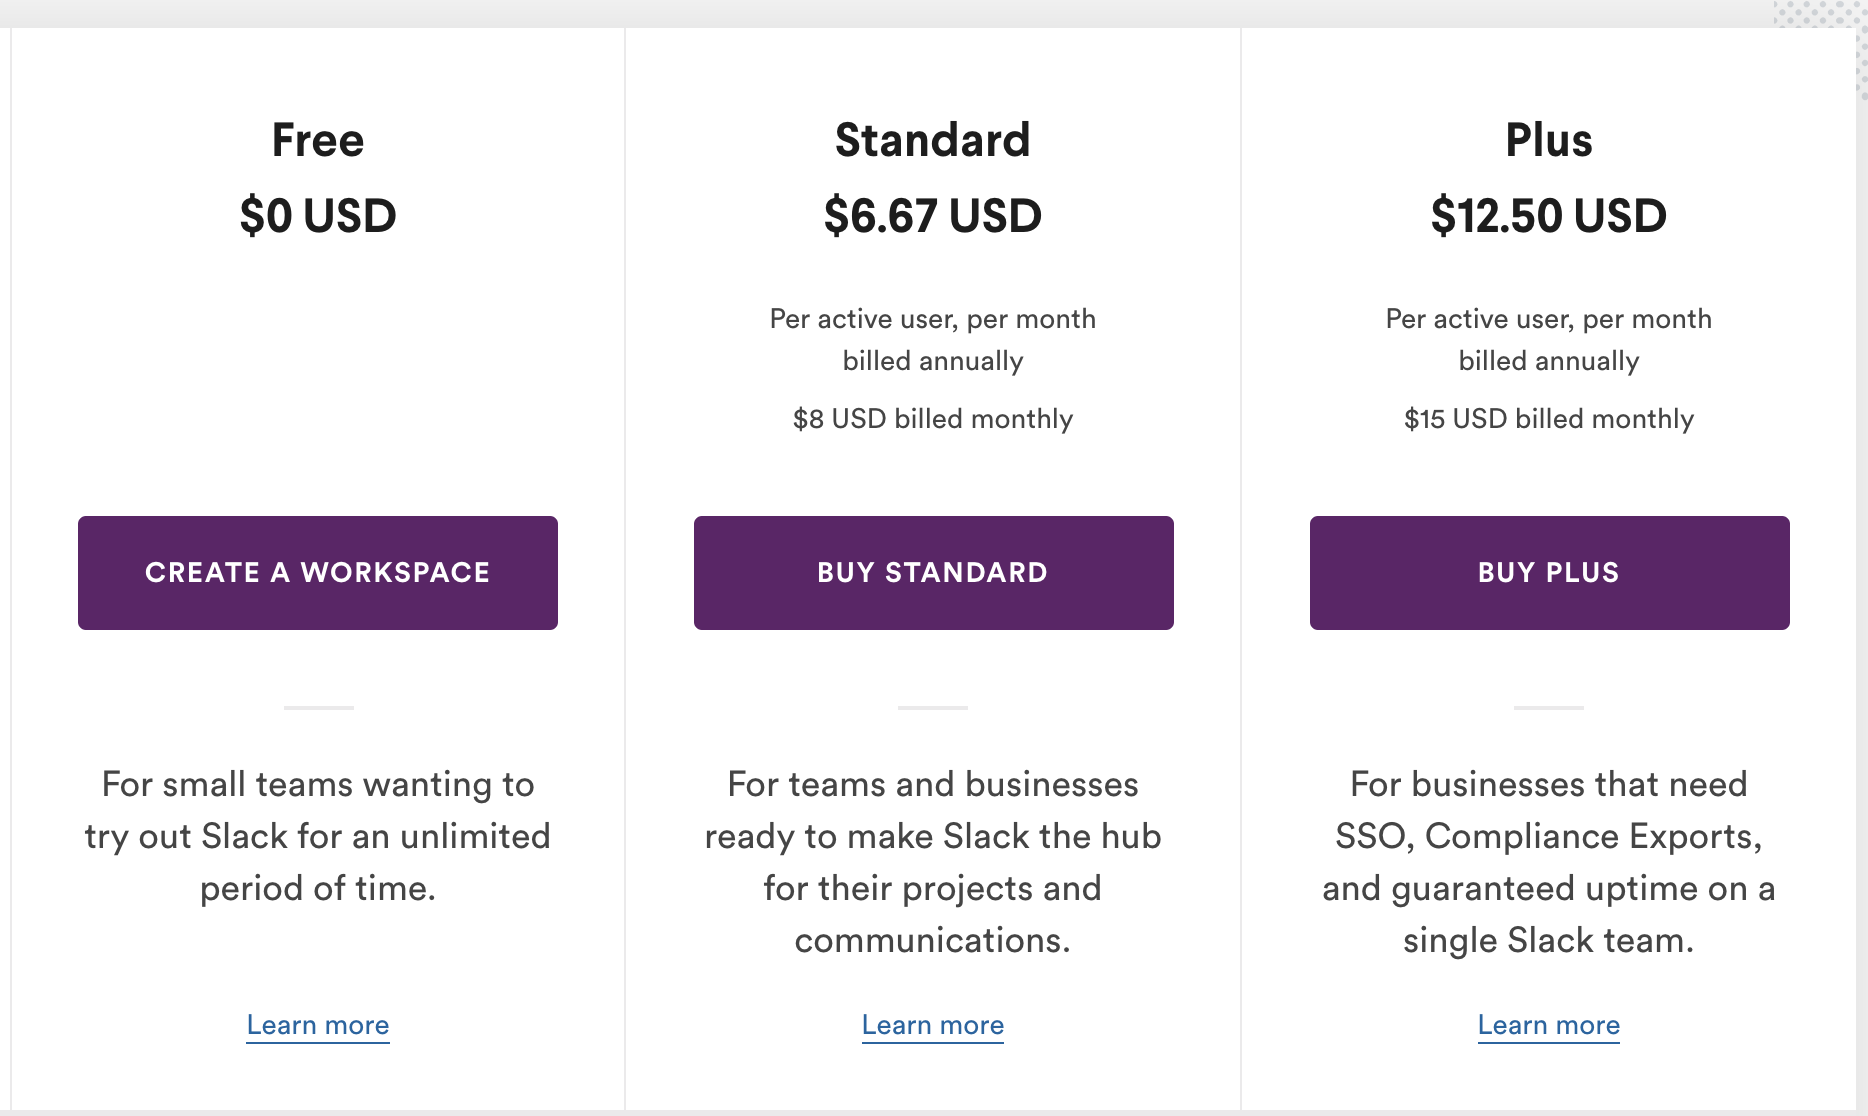 Free
$0 USD
CREATE A WORKSPACE
For small teams wanting to
try out Slack for an unlimited
period of time.
Learn more
Standard
$6.67 USD
Per active user, per month
billed annually
$8 USD billed monthly
BUY STANDARD
For teams and businesses
ready to make Slack the hub
for their projects and
communications.
Learn more
Plus
$12.50 USD
Per active user, per month
billed annually
$15 USD billed monthly
BUY PLUS
For businesses that need
SSO, Compliance Exports,
and guaranteed uptime on a
single Slack team.
Learn more